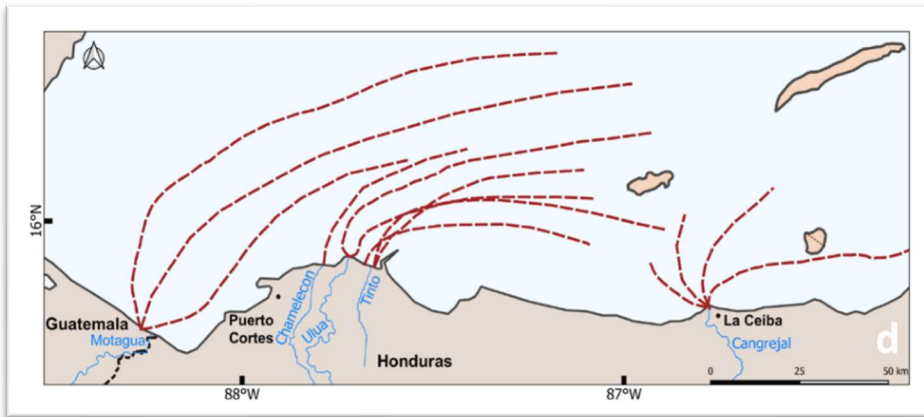 16°N
Guatemala
Motagua
Puerto
Cortes
Chamelecon
Ulua
Tinto
Honduras
La Ceiba
Cangrejal
d
0 25 50 km
88°W
87°W